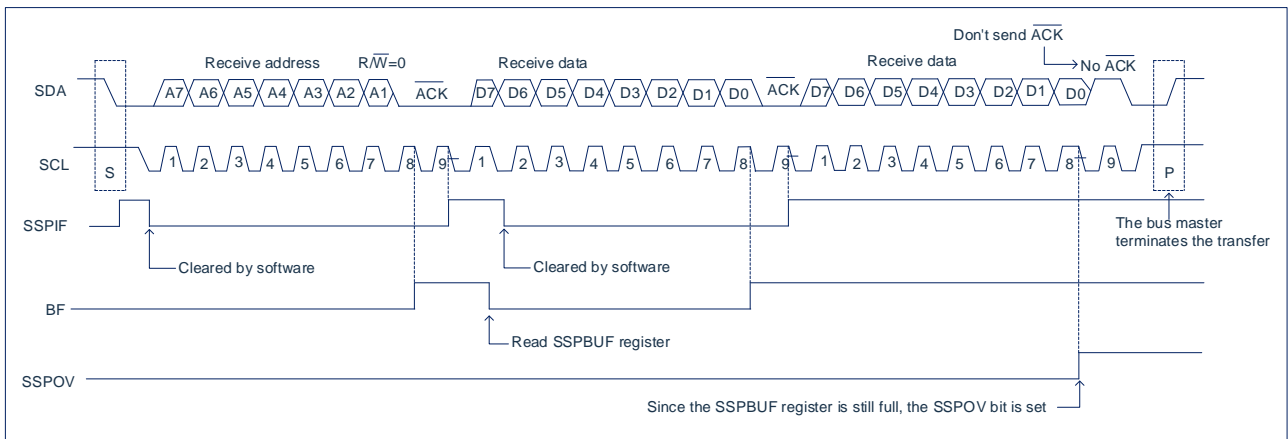 Don't send ACK
Receive address R/W=0 Receive data Receive data No ACK
SDA A7 A6 A5 A4 A3 A2 A1 ACK D7 D6 D5 D4 D3 D2 D1 D0 ACK D7 D6 D5 D4 D3 D2 D1 D0
SCL S 1 2 3 4 5 6 7 8 9 1 2 3 4 5 6 7 8 9 1 2 3 4 5 6 7 8 9 P
SSPIF
The bus master
terminates the transfer
Cleared by software Cleared by software
BF
Read SSPBUF register
SSPOV
Since the SSPBUF register is still full, the SSPOV bit is set